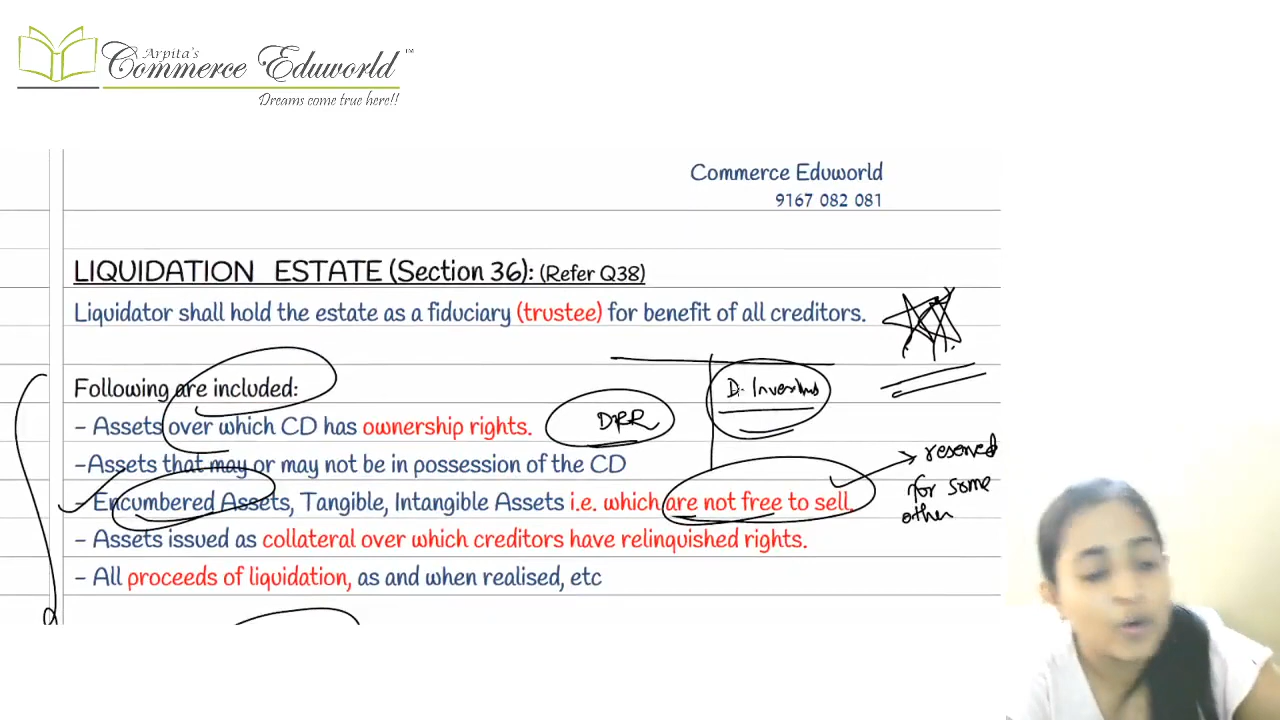 Arpita's
Commerce Eduworld™
Dreams come true here!!
Commerce Eduworld
9167 082 081
LIQUIDATION ESTATE (Section 36): (Refer Q38)
Liquidator shall hold the estate as a fiduciary (trustee) for benefit of all creditors.
Following are included:
D. Inverstus
- Assets over which CD has ownership rights.
DRR
-Assets that may or may not be in possession of the CD
- Encumbered Assets, Tangible, Intangible Assets i.e. which are not free to sell.
reserved
for some
other
- Assets issued as collateral over which creditors have relinquished rights.
- All proceeds of liquidation, as and when realised, etc